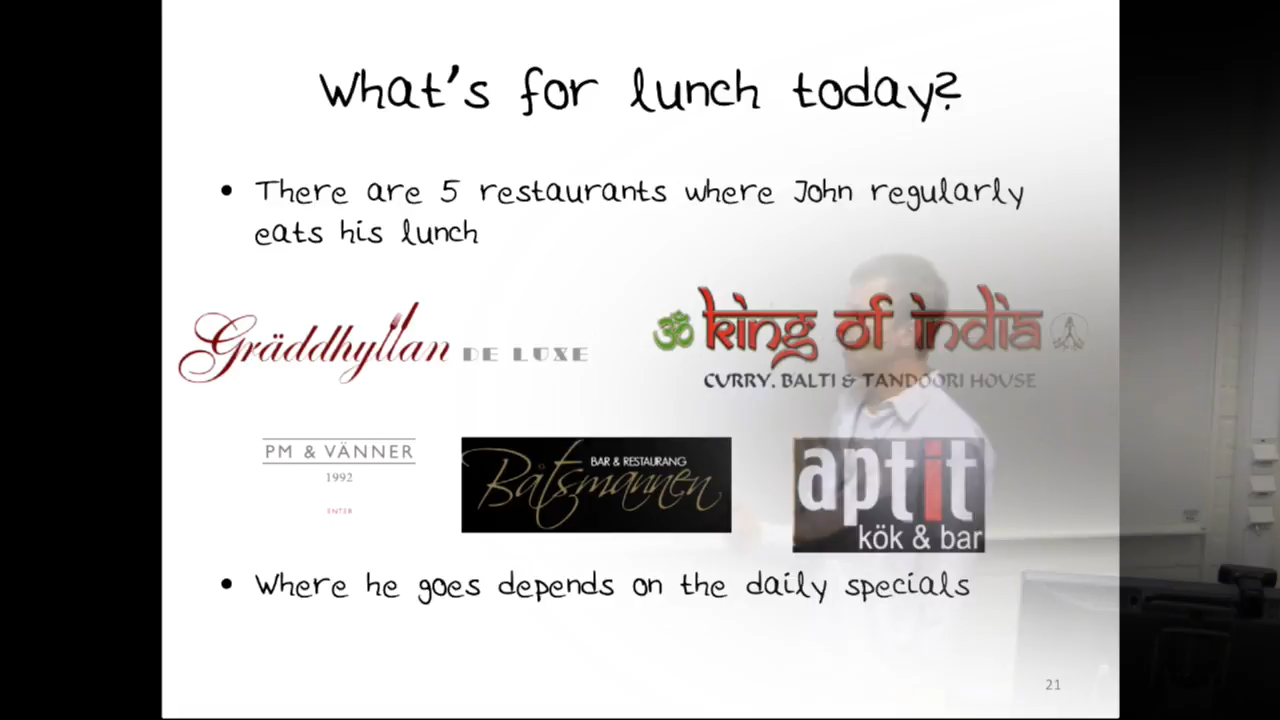 What's for lunch today?
• There are 5 restaurants where John regularly
eats his lunch
Gräddhyllan DE LUXE
ॐ king of india
CURRY, BALTI & TANDOORI HOUSE
PM & VÄNNER
1992
ENTER
BAR & RESTAURANG
Båtsmannen
aptit
kök & bar
• Where he goes depends on the daily specials
21